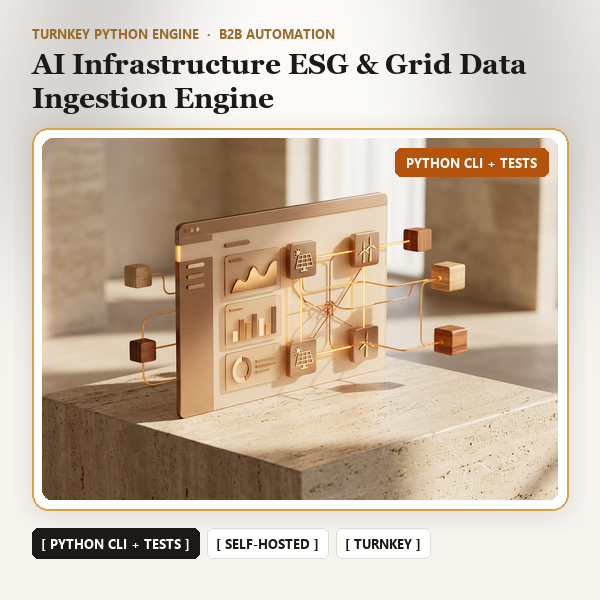 TURNKEY PYTHON ENGINE · B2B AUTOMATION
AI Infrastructure ESG & Grid Data
Ingestion Engine
PYTHON CLI + TESTS
[ PYTHON CLI + TESTS ]
[ SELF-HOSTED ]
[ TURNKEY ]